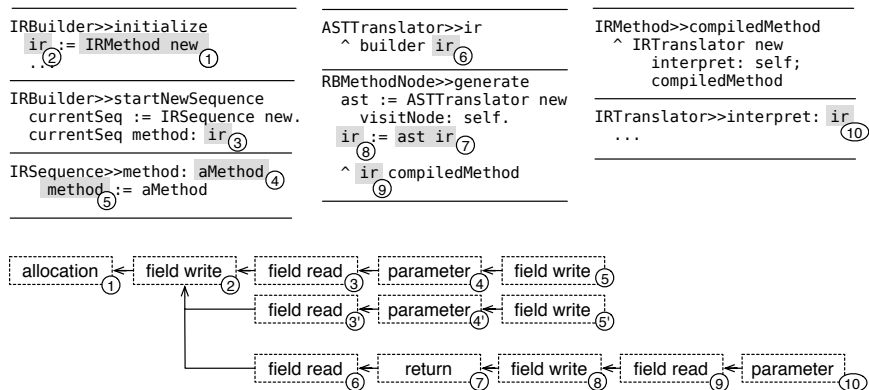 IRBuilder>>initialize
ir := IRMethod new
② ①
...
IRBuilder>>startNewSequence
currentSeq := IRSequence new.
currentSeq method: ir
③
IRSequence>>method: aMethod
④
method := aMethod
⑤
ASTTranslator>>ir
^ builder ir
⑥
RBMethodNode>>generate
ast := ASTTranslator new
visitNode: self.
ir := ast ir
⑧ ⑦
^ ir compiledMethod
⑨
IRMethod>>compiledMethod
^ IRTranslator new
interpret: self;
compiledMethod
IRTranslator>>interpret: ir
⑩
...
allocation ① field write ② field read ③ parameter ④ field write ⑤
field read 3' parameter 4' field write 5'
field read ⑥ return ⑦ field write ⑧ field read ⑨ parameter ⑩